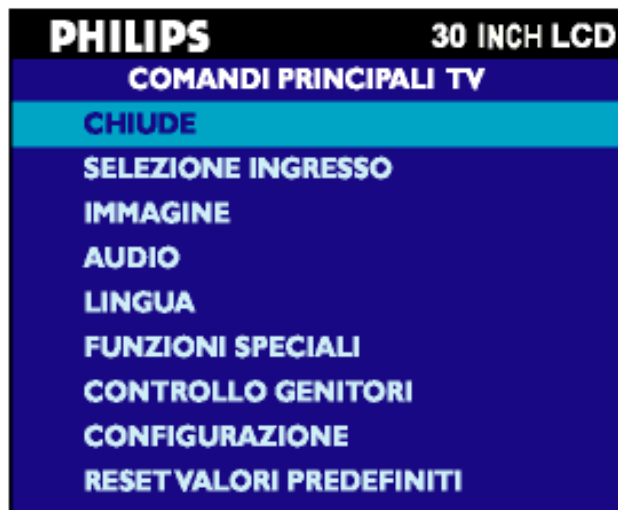 PHILIPS 30 INCH LCD
COMANDI PRINCIPALI TV
CHIUDE
SELEZIONE INGRESSO
IMMAGINE
AUDIO
LINGUA
FUNZIONI SPECIALI
CONTROLLO GENITORI
CONFIGURAZIONE
RESET VALORI PREDEFINITI